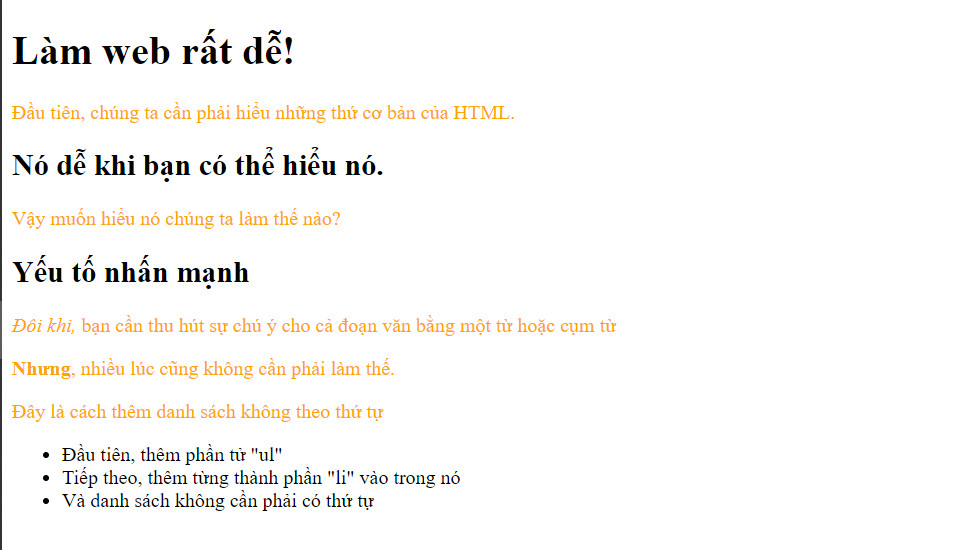 Làm web rất dễ!
Đầu tiên, chúng ta cần phải hiểu những thứ cơ bản của HTML.
Nó dễ khi bạn có thể hiểu nó.
Vậy muốn hiểu nó chúng ta làm thế nào?
Yếu tố nhấn mạnh
Đôi khi, bạn cần thu hút sự chú ý cho cả đoạn văn bằng một từ hoặc cụm từ
Nhưng, nhiều lúc cũng không cần phải làm thế.
Đây là cách thêm danh sách không theo thứ tự
• Đầu tiên, thêm phần tử "ul"
• Tiếp theo, thêm từng thành phần "li" vào trong nó
• Và danh sách không cần phải có thứ tự